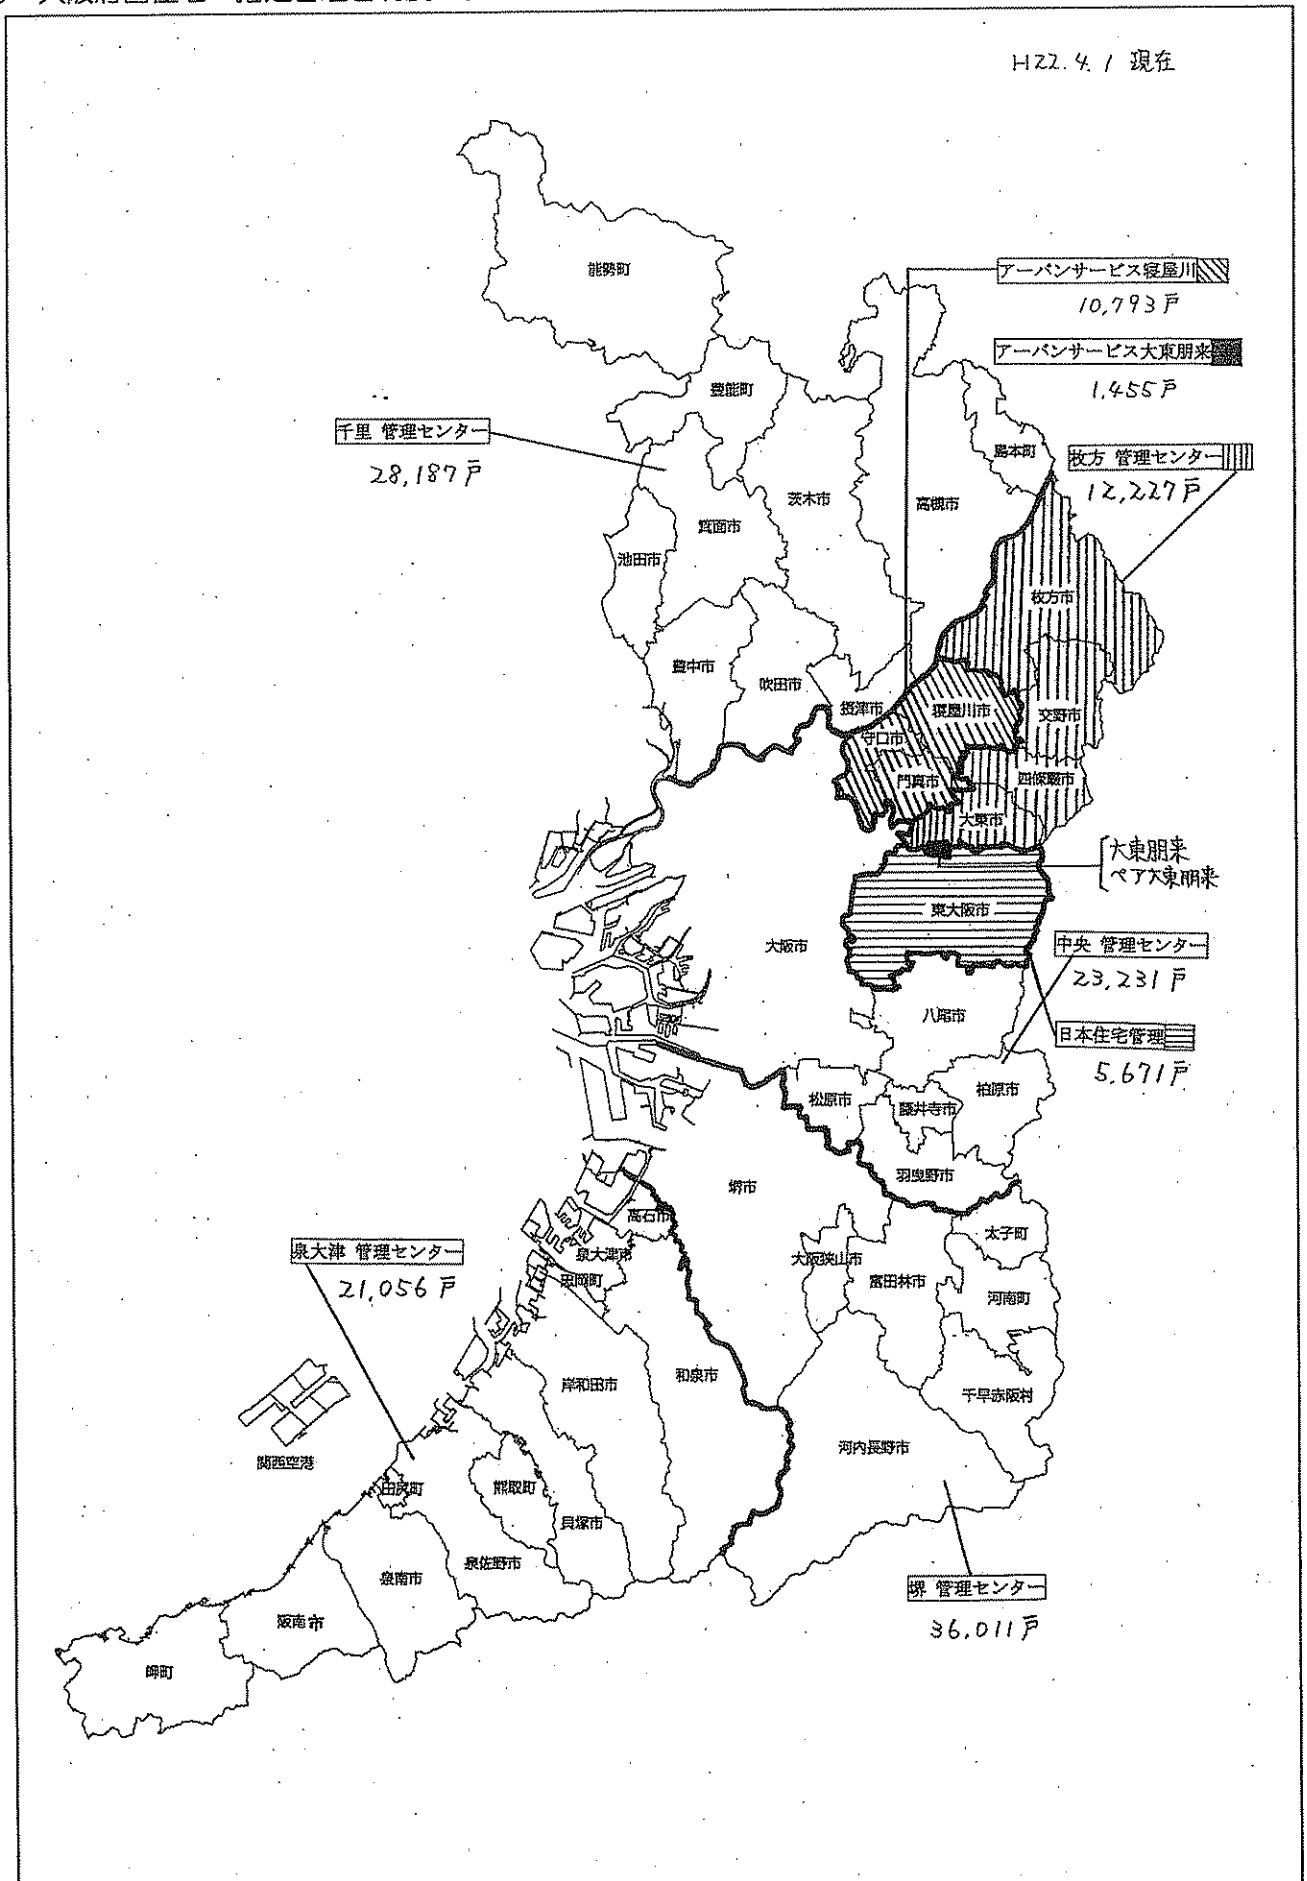 H22.4.1 現在
能勢町
アーバンサービス寝屋川
10,793戸
アーバンサービス大東朋来
1,455戸
豊能町
千里 管理センター
28,187戸
島本町
枚方 管理センター
12,227戸
茨木市
高槻市
箕面市
池田市
枚方市
豊中市
吹田市
摂津市
寝屋川市
交野市
守口市
門真市
四條畷市
大東市
大東朋来
ペア大東朋来
東大阪市
大阪市
中央 管理センター
23,231戸
八尾市
日本住宅管理
5,671戸
松原市
藤井寺市
柏原市
羽曳野市
堺市
高石市
太子町
泉大津 管理センター
21,056戸
泉大津市
忠岡町
大阪狭山市
富田林市
河南町
岸和田市
和泉市
千早赤阪村
河内長野市
関西空港
田尻町
熊取町
貝塚市
泉佐野市
泉南市
堺 管理センター
36,011戸
阪南市
岬町